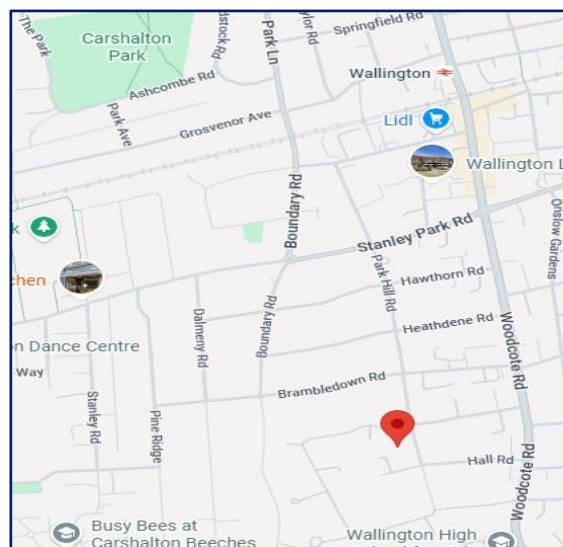 The Park
Carshalton
Park
Park Ave
Ashcombe Rd
Park Ln
Springfield Rd
Grosvenor Ave
Wallington
Lidl
Wallington L
Boundary Rd
Stanley Park Rd
Onslow Gardens
Park Hill Rd
Hawthorn Rd
Heathdene Rd
Woodcote Rd
chen
Dalmeny Rd
Boundary Rd
n Dance Centre
Way
Stanley Rd
Pine Ridge
Brambledown Rd
Hall Rd
Woodcote Rd
Busy Bees at
Carshalton Beeches
Wallington High